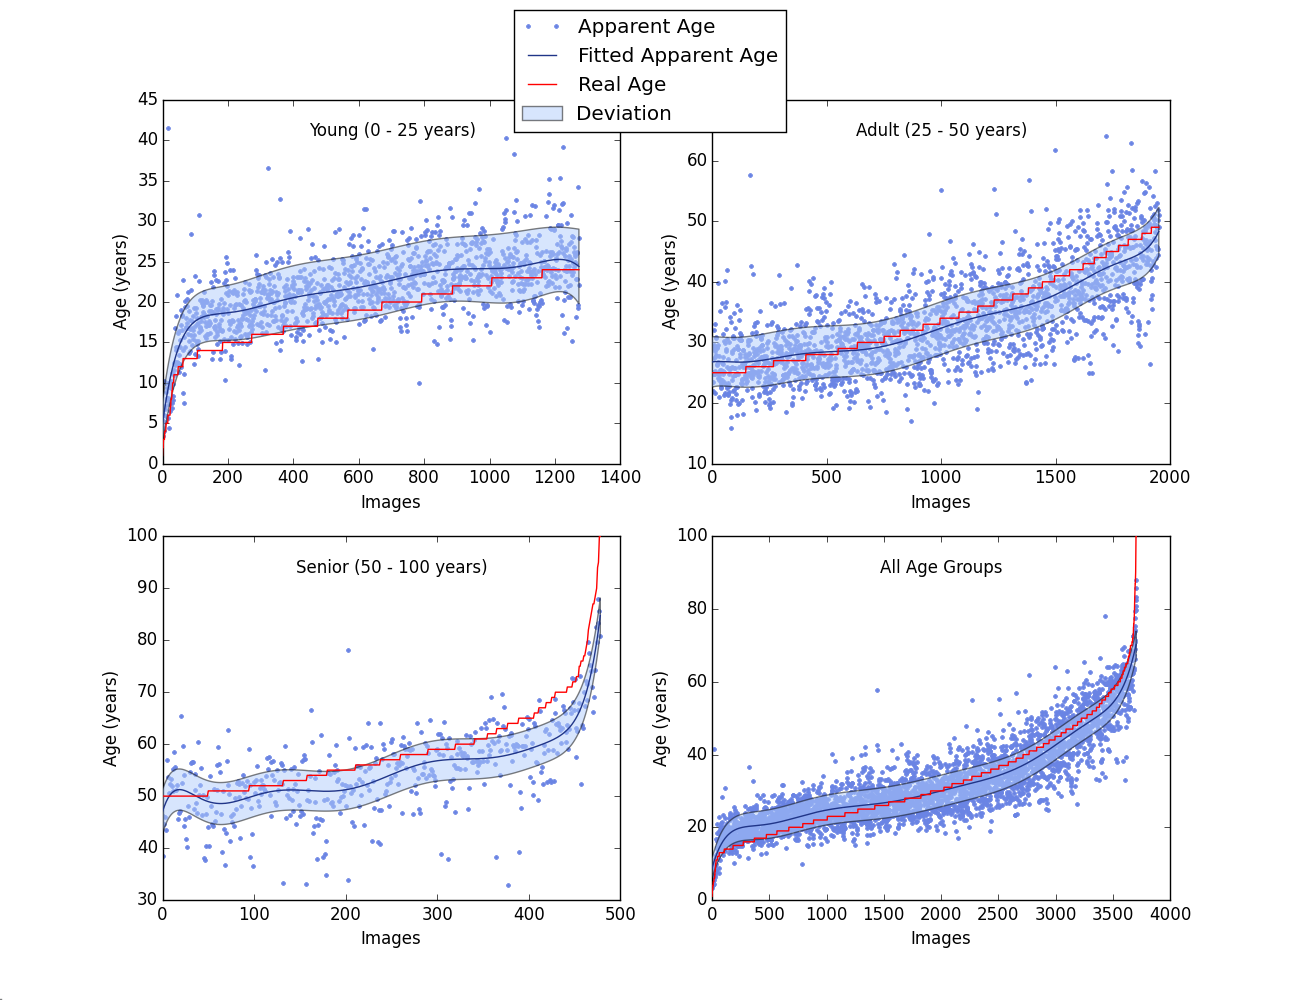 Apparent Age
Fitted Apparent Age
Real Age
Deviation
Young (0 - 25 years)
Age (years)
45
40
35
30
25
20
15
10
5
0
0 200 400 600 800 1000 1200 1400
Images
Adult (25 - 50 years)
Age (years)
60
50
40
30
20
10
0 500 1000 1500 2000
Images
Senior (50 - 100 years)
Age (years)
100
90
80
70
60
50
40
30
0 100 200 300 400 500
Images
All Age Groups
Age (years)
100
80
60
40
20
0
0 500 1000 1500 2000 2500 3000 3500 4000
Images